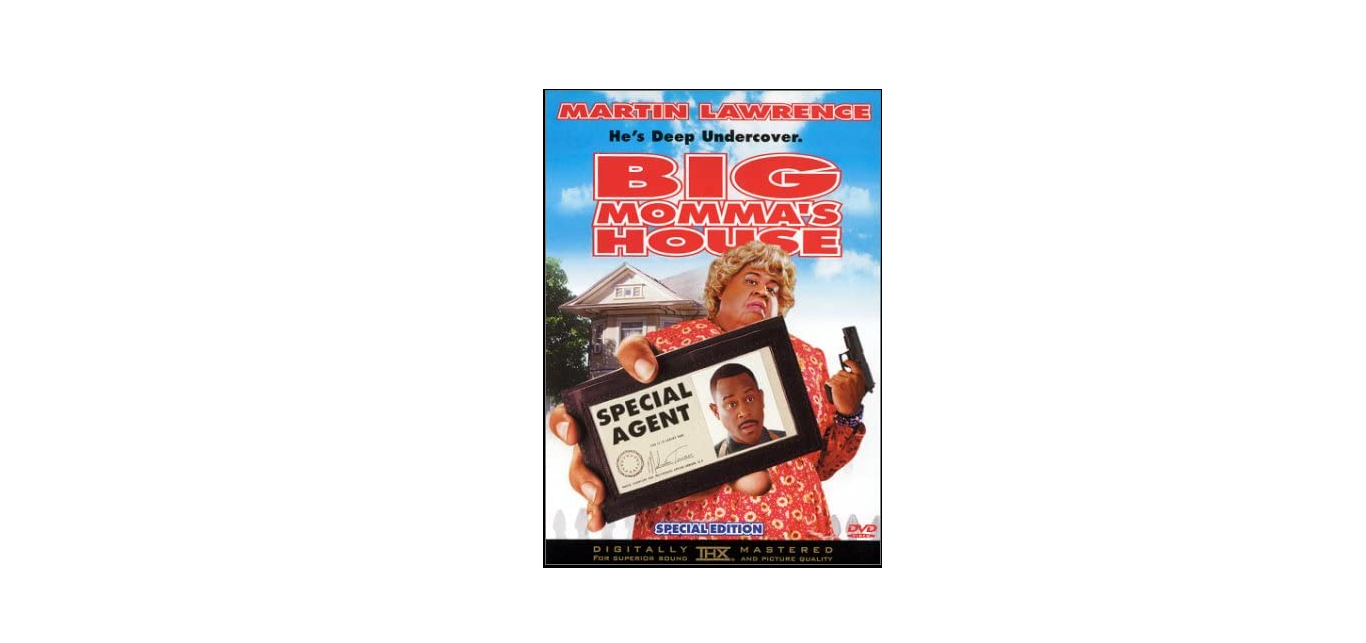 MARTIN LAWRENCE
He's Deep Undercover.
BIG
MOMMA'S
HOUSE
SPECIAL
AGENT
SPECIAL EDITION
DVD
VIDEO
DIGITALLY THX MASTERED
FOR SUPERIOR SOUND AND PICTURE QUALITY